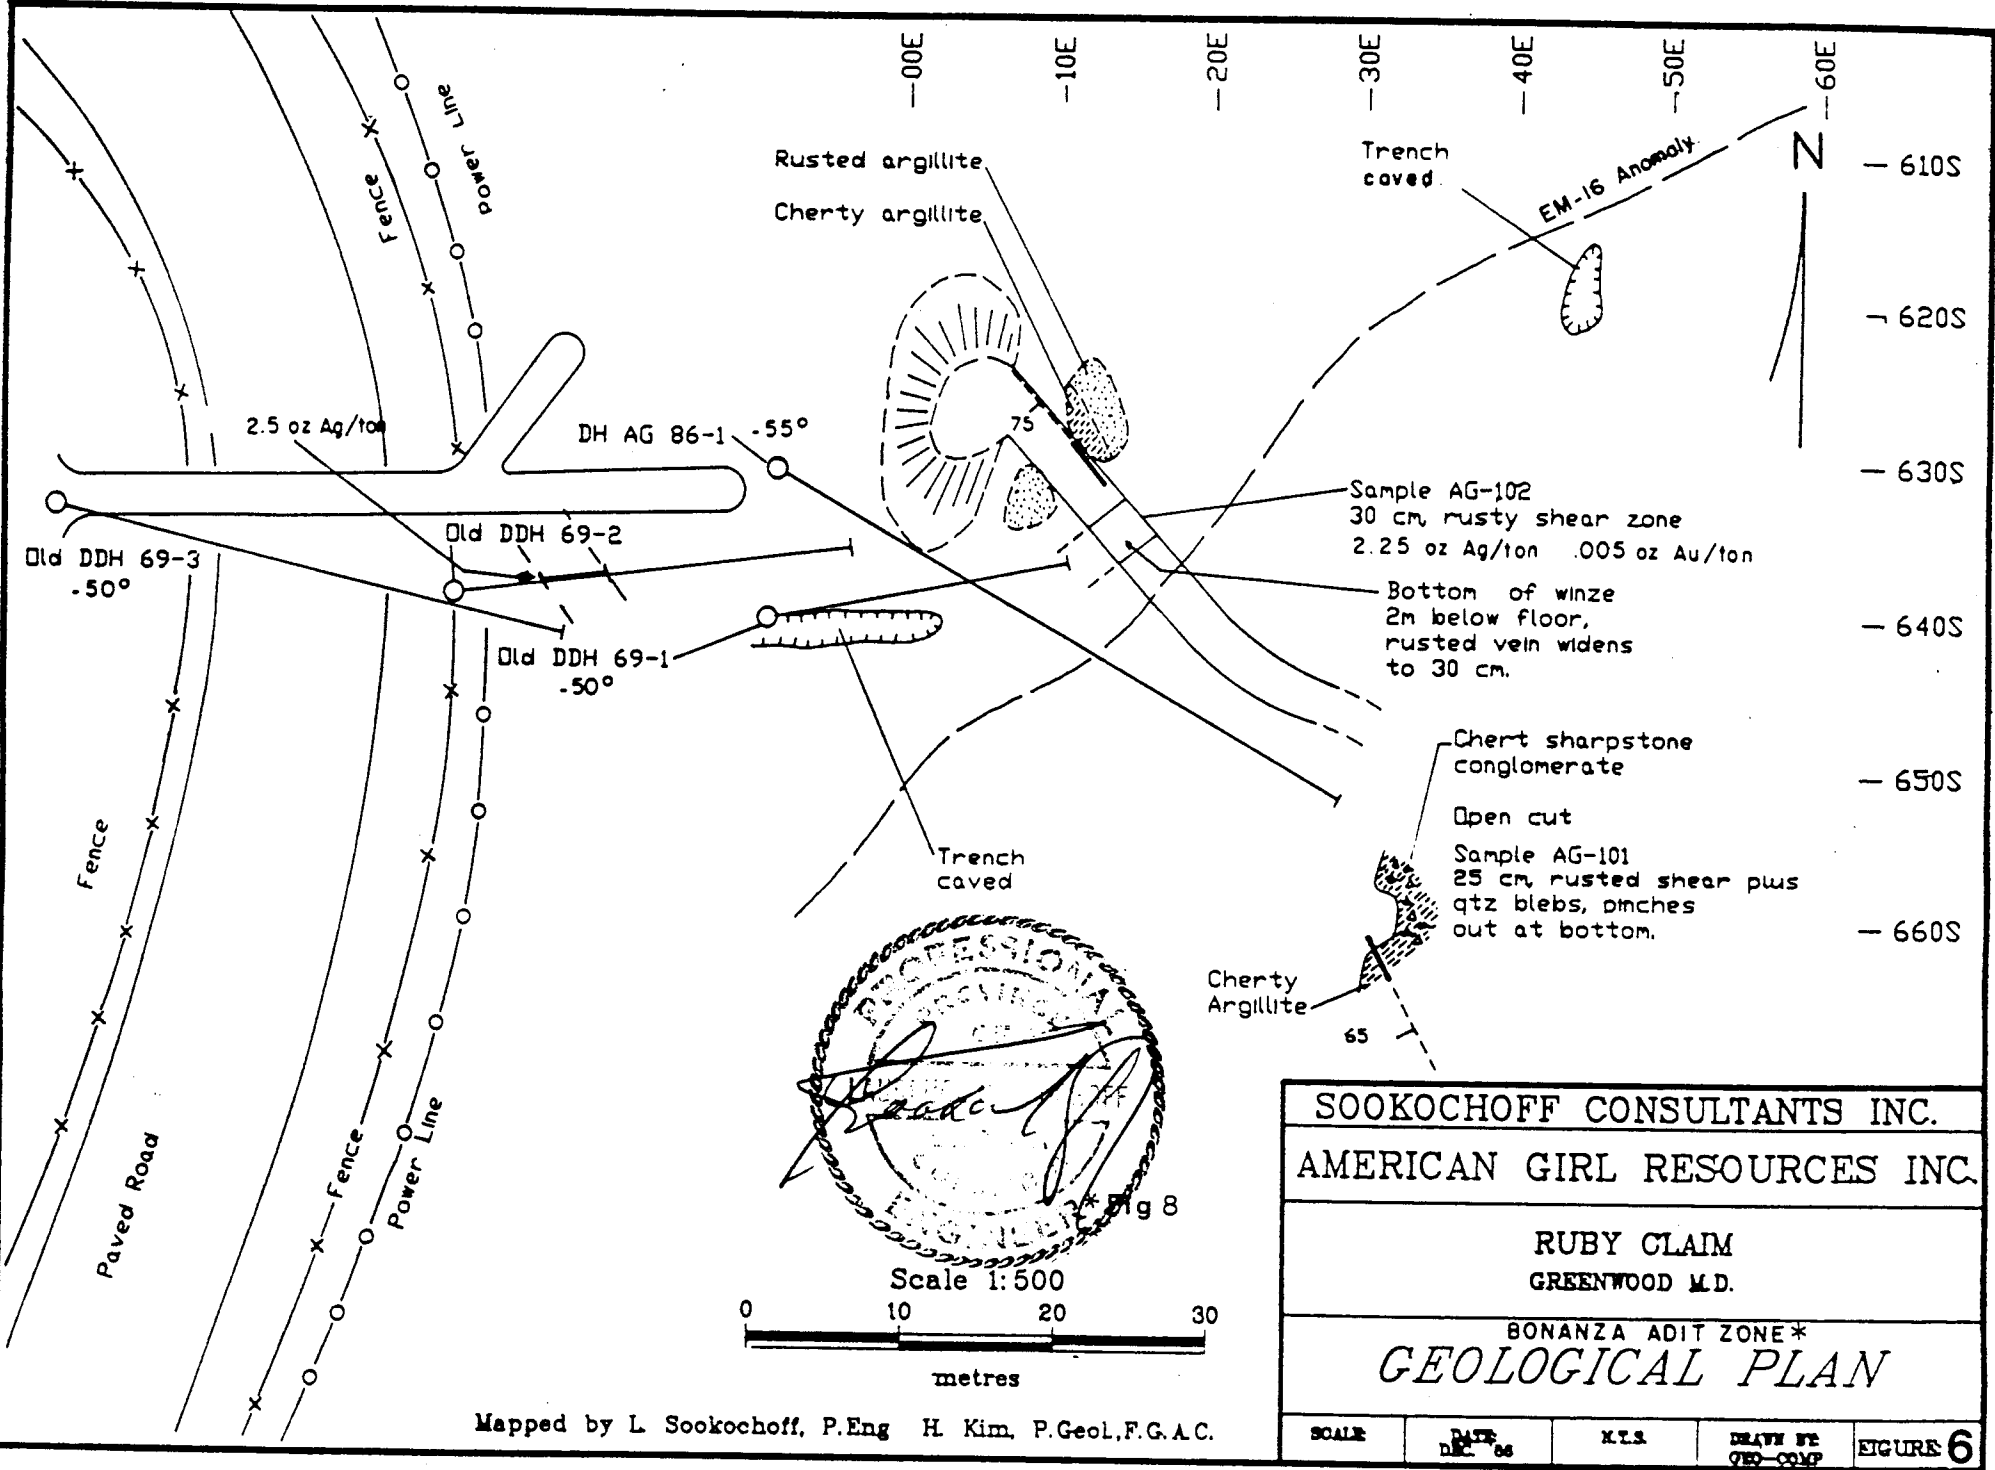 00E
10E
20E
30E
40E
50E
60E
N
610S
620S
630S
640S
650S
660S
Power Line
Fence
Rusted argillite
Cherty argillite
Trench
caved
EM-16 Anomaly
2.5 oz Ag/ton
DH AG 86-1 -55°
75
Sample AG-102
30 cm rusty shear zone
2.25 oz Ag/ton .005 oz Au/ton
Old DDH 69-3
-50°
Old DDH 69-2
Old DDH 69-1
-50°
Bottom of winze
2m below floor,
rusted vein widens
to 30 cm.
Chert sharpstone
conglomerate
Open cut
Sample AG-101
25 cm rusted shear plus
qtz blebs, pinches
out at bottom.
Trench
caved
Cherty
Argillite
65
Fence
Paved Road
Fence
Power Line
PROFESSIONAL
PROVINCE
OF
* Fig 8
Scale 1:500
0 10 20 30
metres
Mapped by L. Sookochoff, P.Eng H. Kim, P.Geol.,F.G.A.C.
SOOKOCHOFF CONSULTANTS INC.
AMERICAN GIRL RESOURCES INC.
RUBY CLAIM
GREENWOOD M.D.
BONANZA ADIT ZONE*
GEOLOGICAL PLAN
SCALE
DATE
DEC. '86
N.T.S.
DRAWN BY
GEO-COMP
FIGURE 6